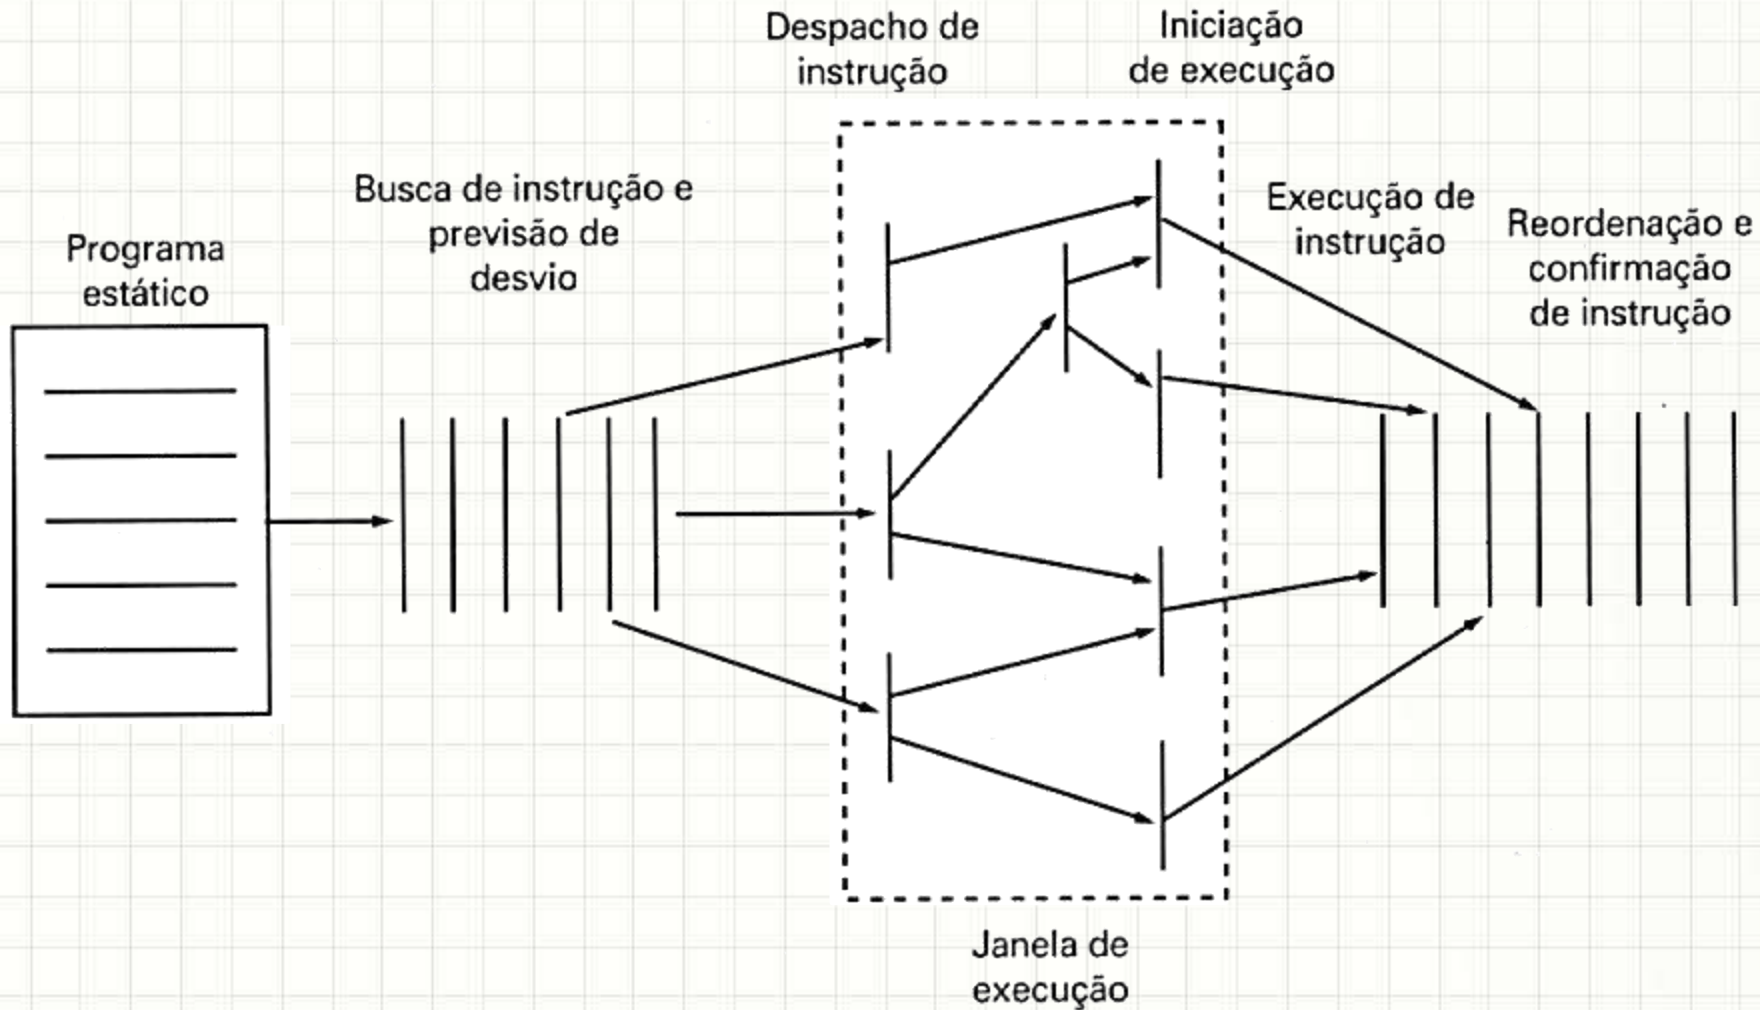 Despacho de
instrução
Iniciação
de execução
Busca de instrução e
previsão de
desvio
Programa
estático
Execução de
instrução
Reordenação e
confirmação
de instrução
Janela de
execução